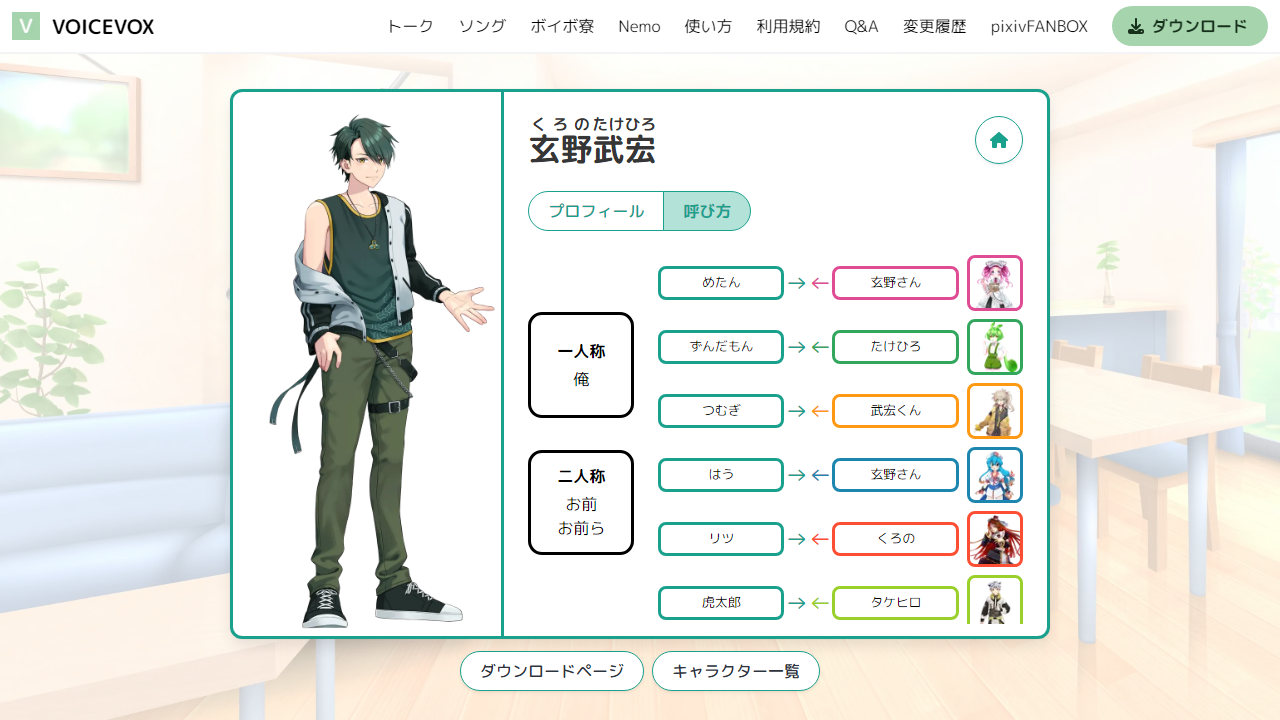 V VOICEVOX トーク ソング ボイボ寮 Nemo 使い方 利用規約 Q&A 変更履歴 pixivFANBOX ダウンロード
くろのたけひろ
玄野武宏
プロフィール 呼び方
めたん → ← 玄野さん
ずんだもん → ← たけひろ
つむぎ → ← 武宏くん
はう → ← 玄野さん
リツ → ← くろの
虎太郎 → ← タケヒロ
一人称
俺
二人称
お前
お前ら
ダウンロードページ キャラクター一覧